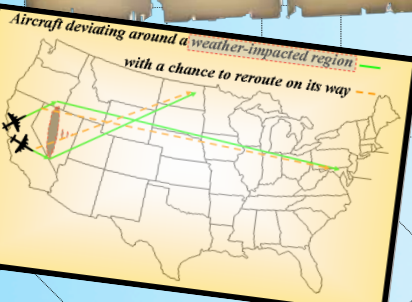 Aircraft deviating around a weather-impacted region
with a chance to reroute on its way